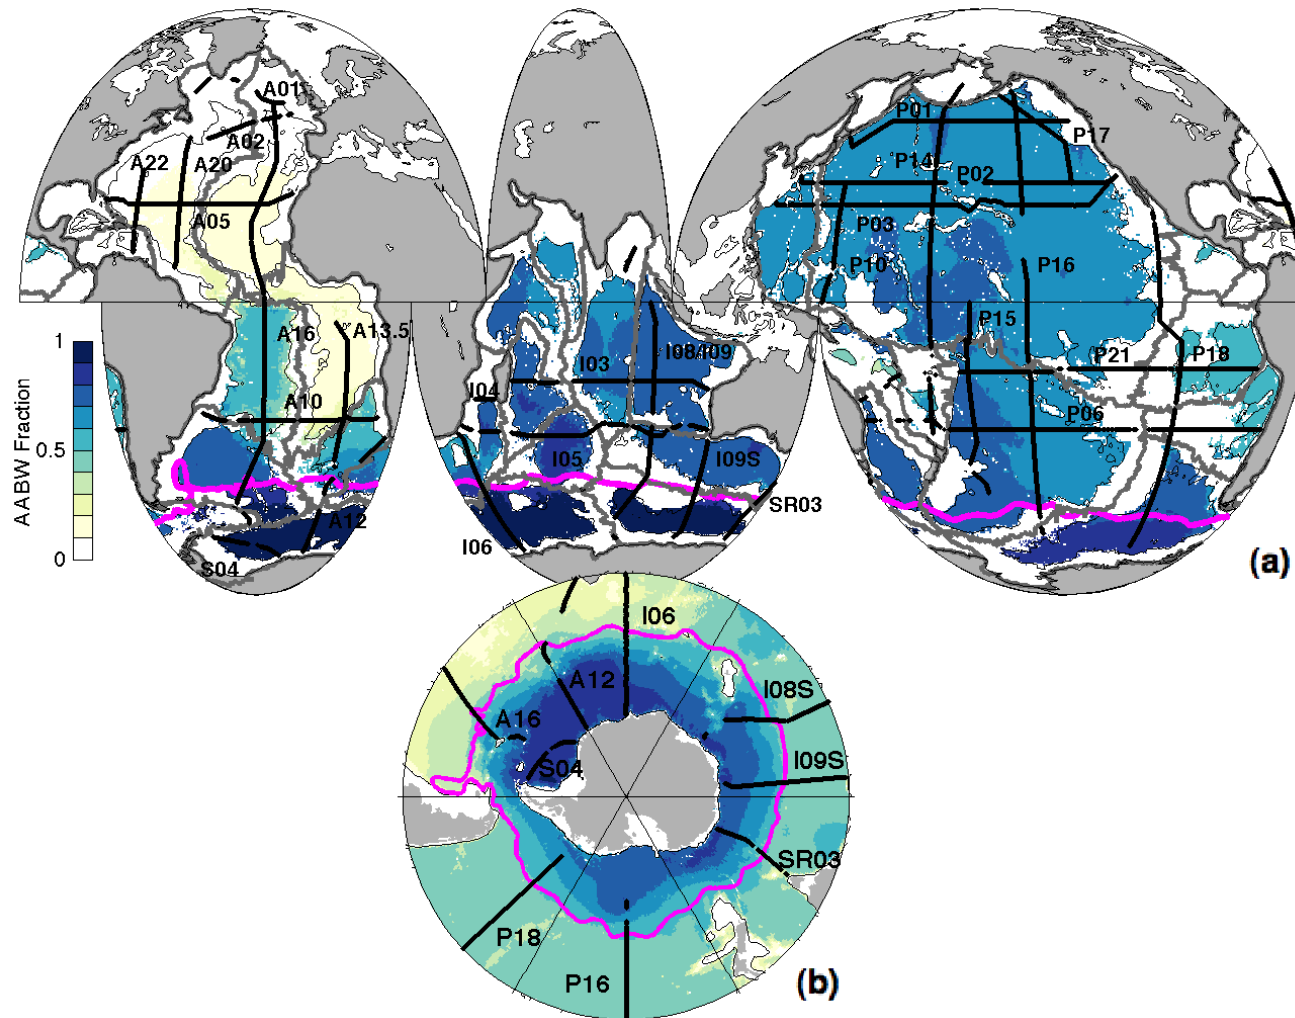 A01
A02
A22
A20
A05
A16
A13.5
A10
A12
S04
1
0.5
0
AABW Fraction
I03
I08/I09
I04
I05
I09S
SR03
I06
P01
P17
P14
P02
P03
P10
P16
P15
P21
P18
P06
(a)
I06
A12
I08S
A16
I09S
S04
SR03
P18
P16
(b)